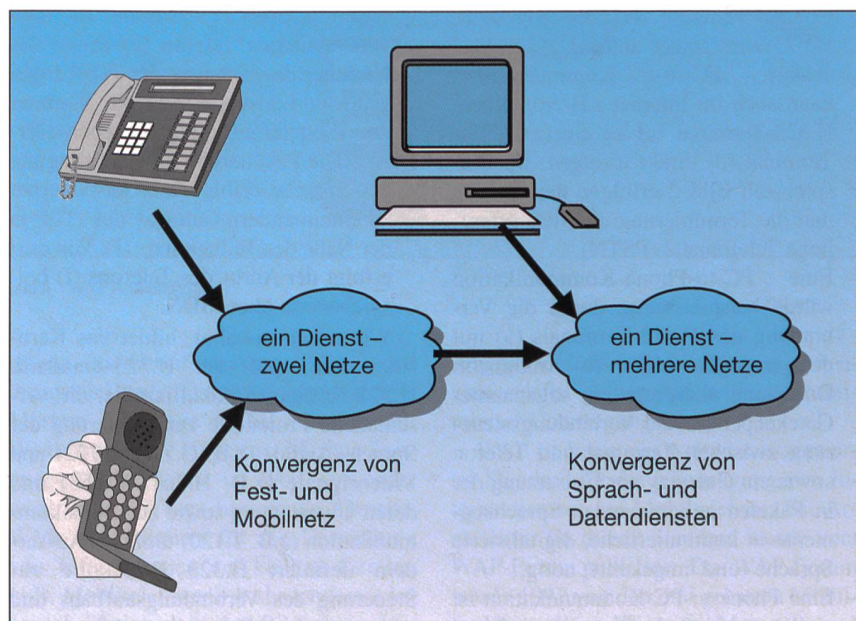 ein Dienst –
zwei Netze
ein Dienst –
mehrere Netze
Konvergenz von
Fest- und
Mobilnetz
Konvergenz von
Sprach- und
Datendiensten